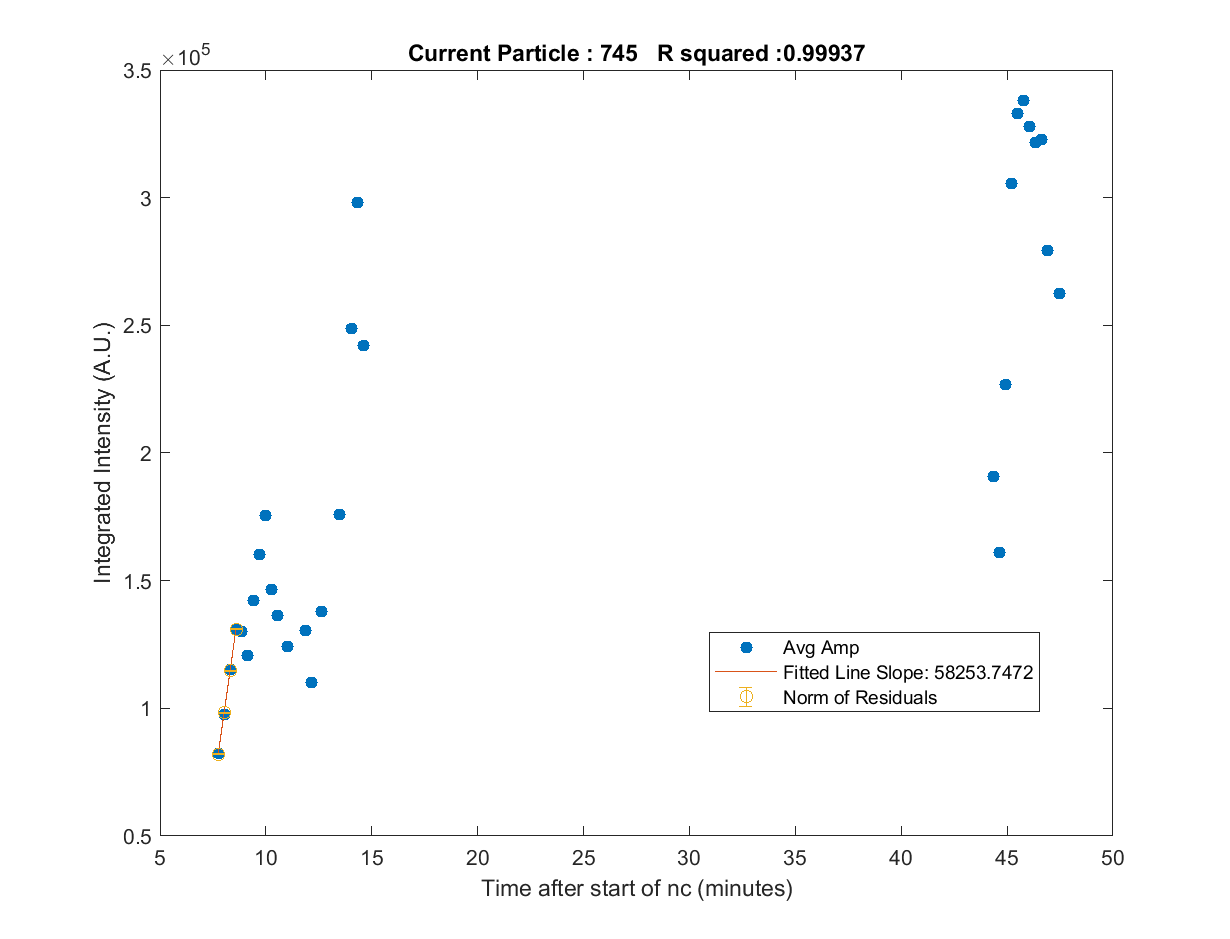 Current Particle : 745 R squared :0.99937
×10^5
3.5
3
2.5
2
1.5
1
0.5
Integrated Intensity (A.U.)
Avg Amp
Fitted Line Slope: 58253.7472
Norm of Residuals
5 10 15 20 25 30 35 40 45 50
Time after start of nc (minutes)